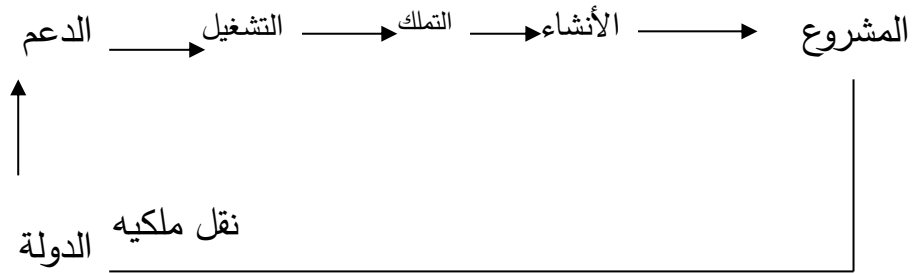 المشروع الأنشاء التملك التشغيل الدعم
نقل ملكيه
الدولة